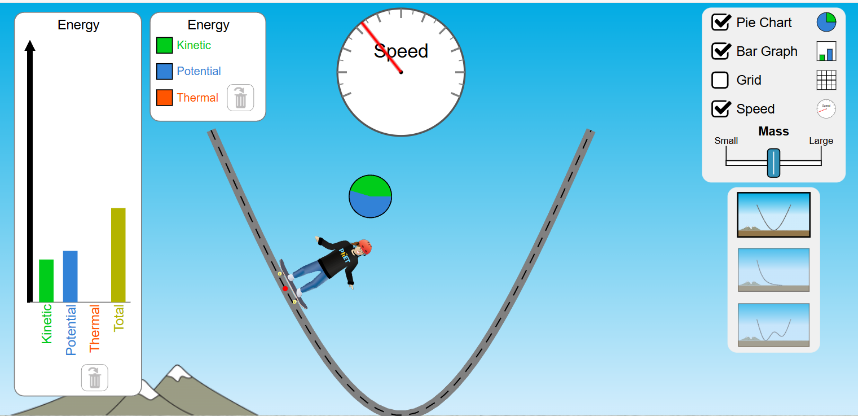 Energy
Kinetic
Potential
Thermal
Total
Energy
Kinetic
Potential
Thermal
Speed
Pie Chart
Bar Graph
Grid
Speed
Mass
Small
Large
PhET